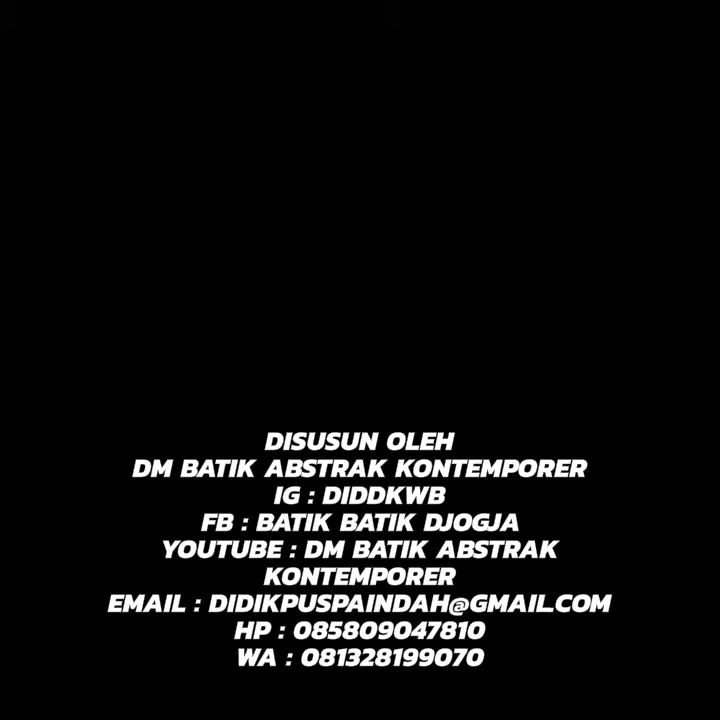 DISUSUN OLEH
DM BATIK ABSTRAK KONTEMPORER
IG : DIDDKWB
FB : BATIK BATIK DJOGJA
YOUTUBE : DM BATIK ABSTRAK
KONTEMPORER
EMAIL : DIDIKPUSPAINDAH@GMAIL.COM
HP : 085809047810
WA : 081328199070